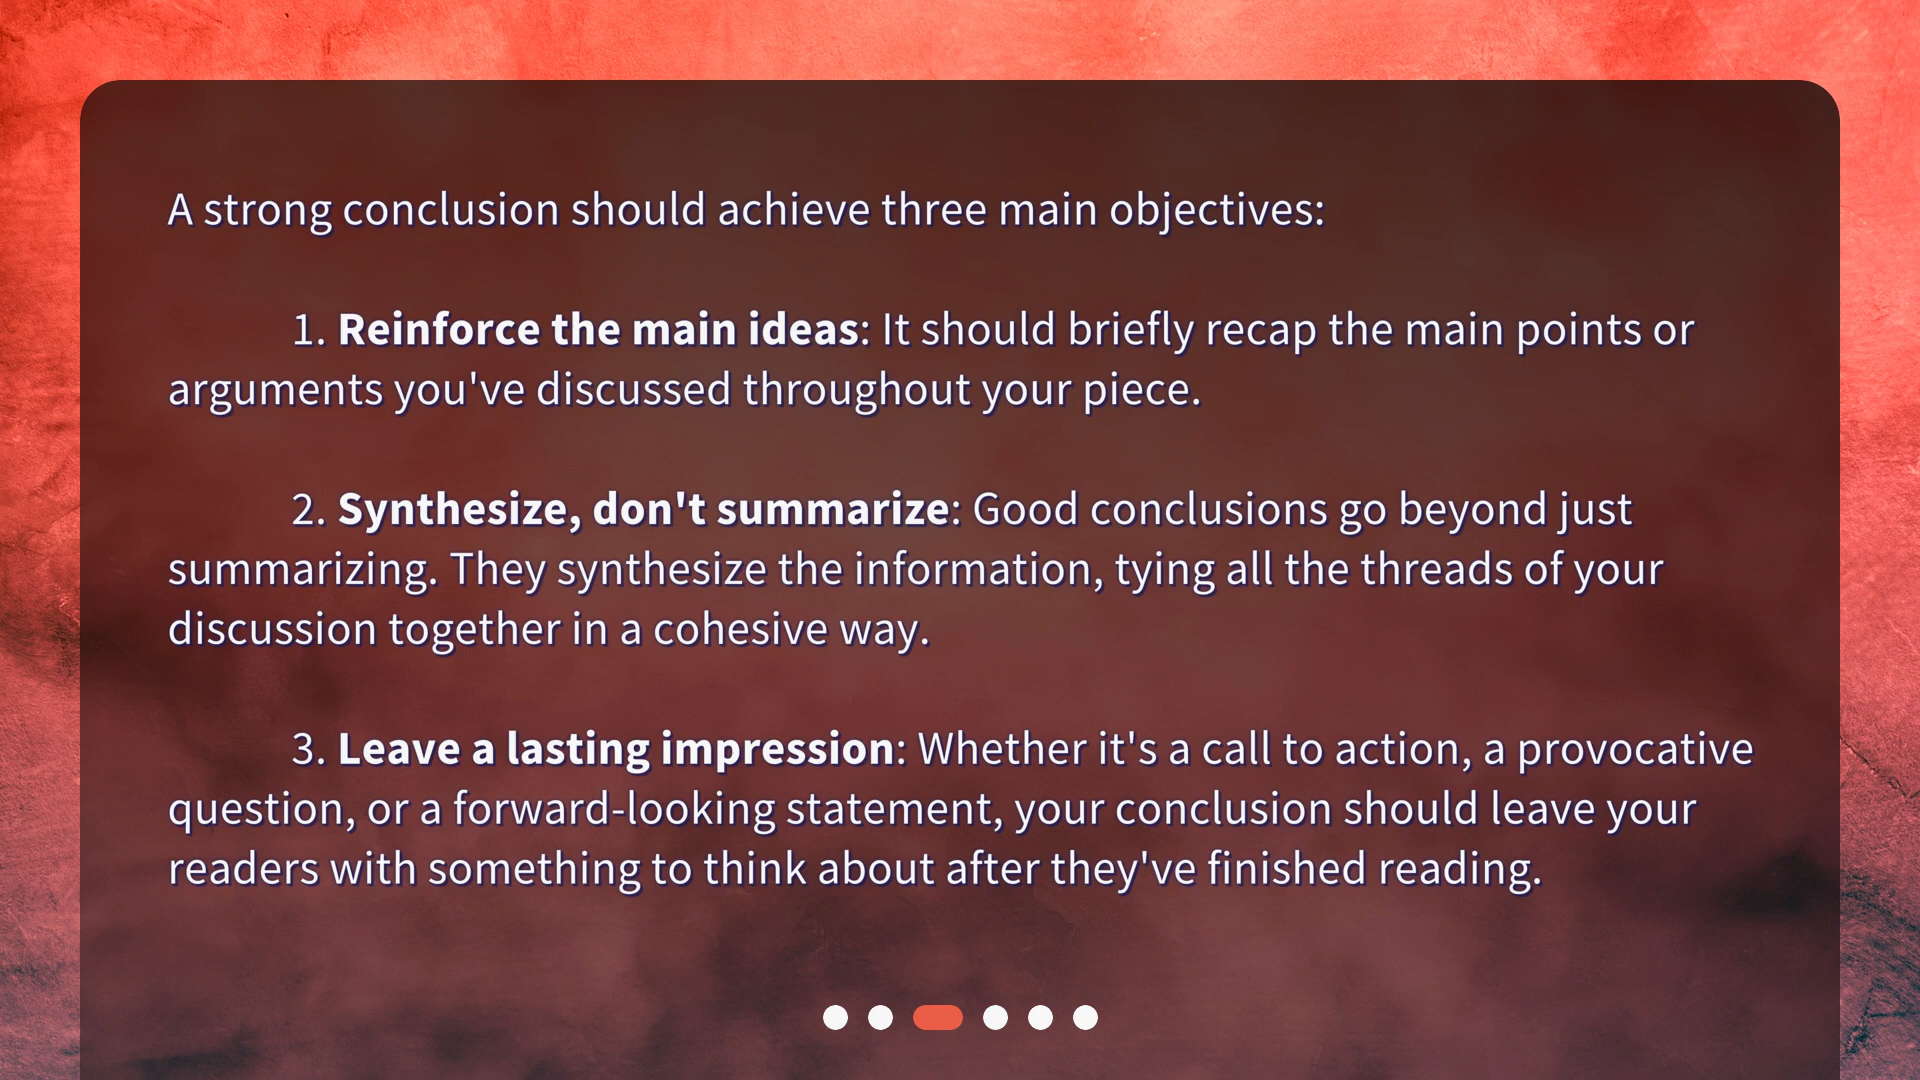 A strong conclusion should achieve three main objectives:
1. Reinforce the main ideas: It should briefly recap the main points or
arguments you've discussed throughout your piece.
2. Synthesize, don't summarize: Good conclusions go beyond just
summarizing. They synthesize the information, tying all the threads of your
discussion together in a cohesive way.
3. Leave a lasting impression: Whether it's a call to action, a provocative
question, or a forward-looking statement, your conclusion should leave your
readers with something to think about after they've finished reading.